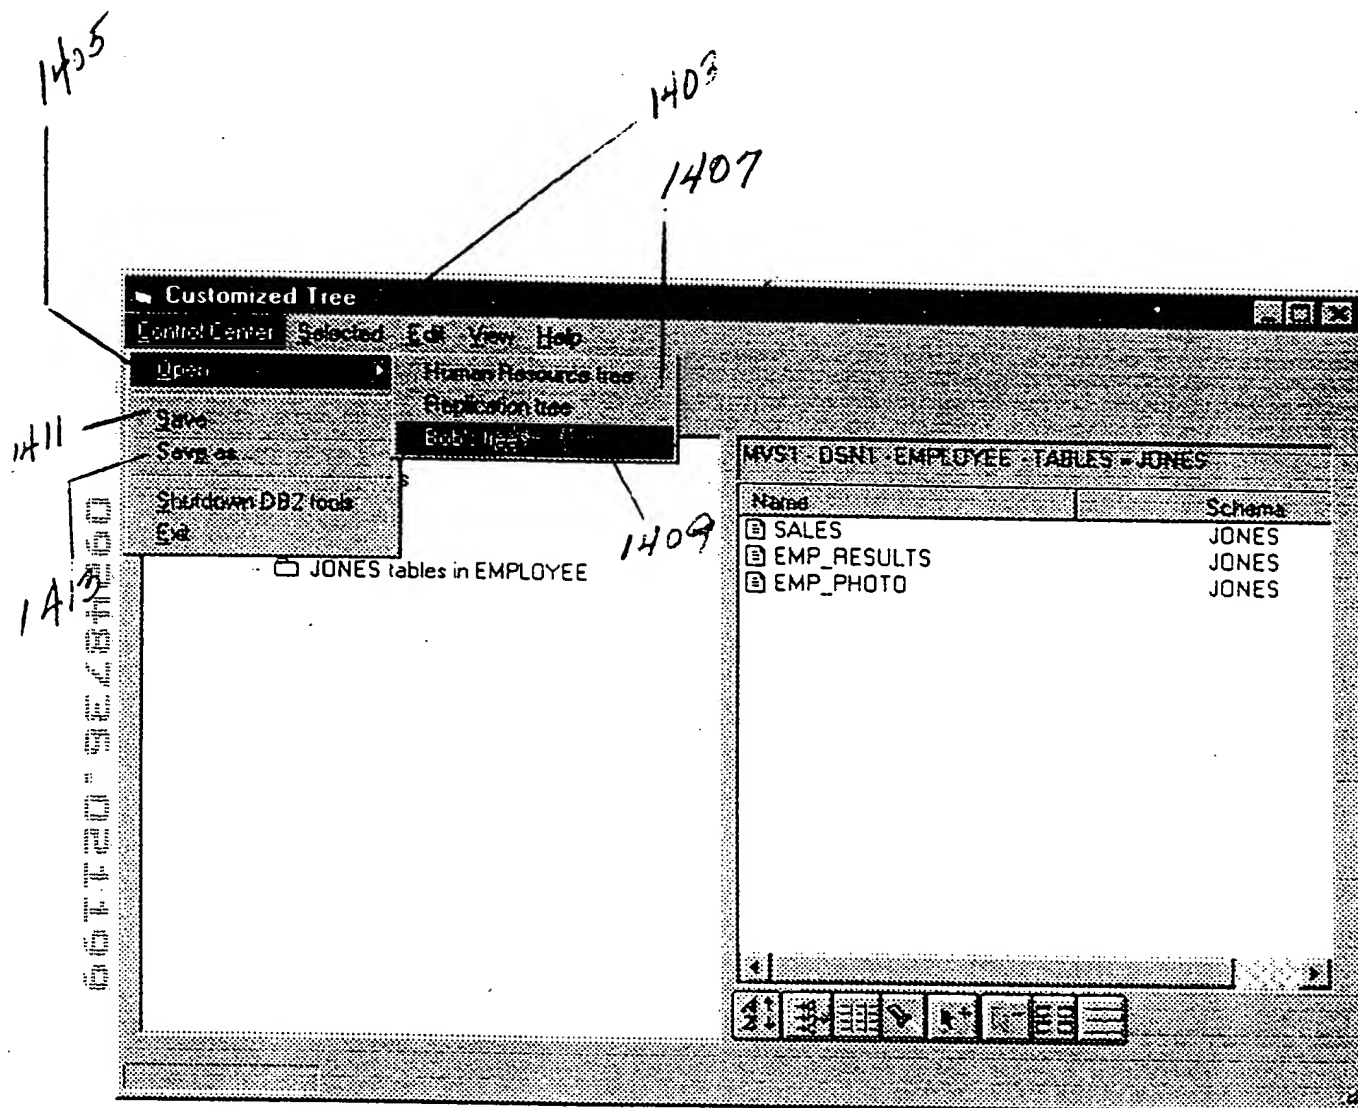 1405
1403
1407
Customized Tree
Control Center Selected Edit View Help
Open
Human Resource tree
Replication tree
Bob's trees
1411
Save
Save as...
Shutdown DB2 tools
Exit
s
1409
1413
JONES tables in EMPLOYEE
MVS1 - DSN1 - EMPLOYEE - TABLES - JONES
Name Schema
SALES JONES
EMP_RESULTS JONES
EMP_PHOTO JONES